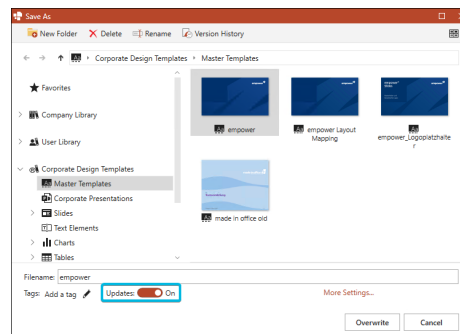 Save As
New Folder Delete Rename Version History
Corporate Design Templates Master Templates
Favorites
Company Library
User Library
Corporate Design Templates
Master Templates
Corporate Presentations
Slides
Text Elements
Charts
Tables
empower
empower Layout Mapping
empower_Logoplatzhalter
made in office old
Filename: empower
Tags: Add a tag Updates: On More Settings...
Overwrite Cancel